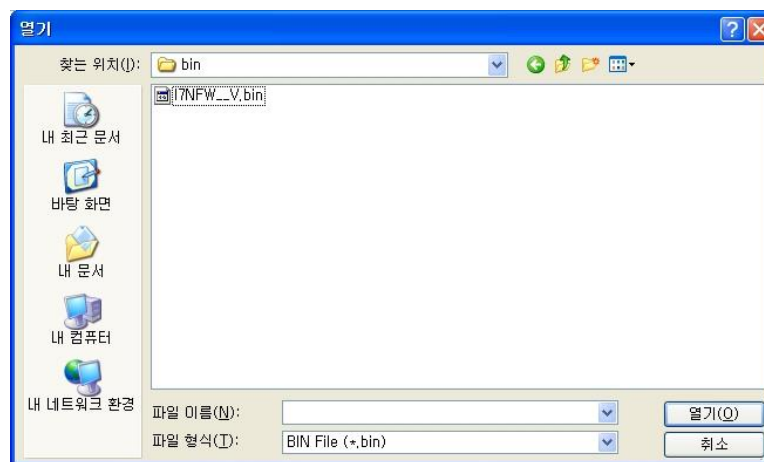 열기
찾는 위치(I):
bin
I7NFW__V.bin
내 최근 문서
바탕 화면
내 문서
내 컴퓨터
내 네트워크 환경
파일 이름(N):
열기(O)
파일 형식(T):
BIN File (*.bin)
취소